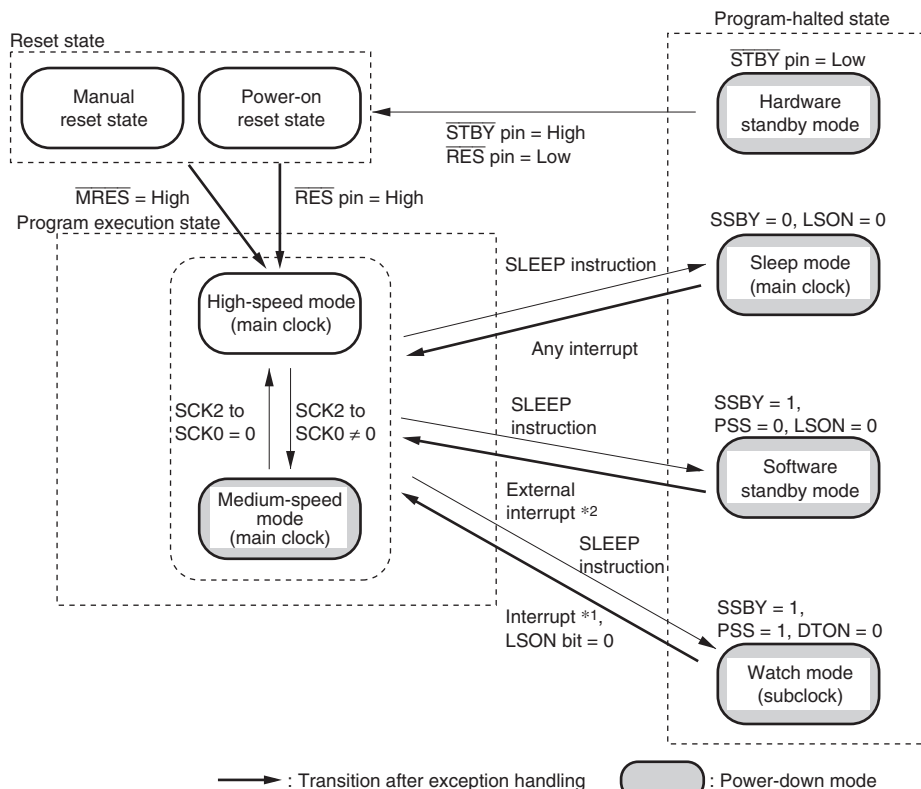 Program-halted state
Reset state
Manual
reset state
Power-on
reset state
STBY pin = Low
Hardware
standby mode
STBY pin = High
RES pin = Low
MRES = High
RES pin = High
Program execution state
SSBY = 0, LSON = 0
Sleep mode
(main clock)
SLEEP instruction
Any interrupt
High-speed mode
(main clock)
SCK2 to
SCK0 = 0
SCK2 to
SCK0 ≠ 0
Medium-speed
mode
(main clock)
SSBY = 1,
PSS = 0, LSON = 0
Software
standby mode
SLEEP
instruction
External
interrupt *2
SLEEP
instruction
Interrupt *1,
LSON bit = 0
SSBY = 1,
PSS = 1, DTON = 0
Watch mode
(subclock)
: Transition after exception handling
: Power-down mode